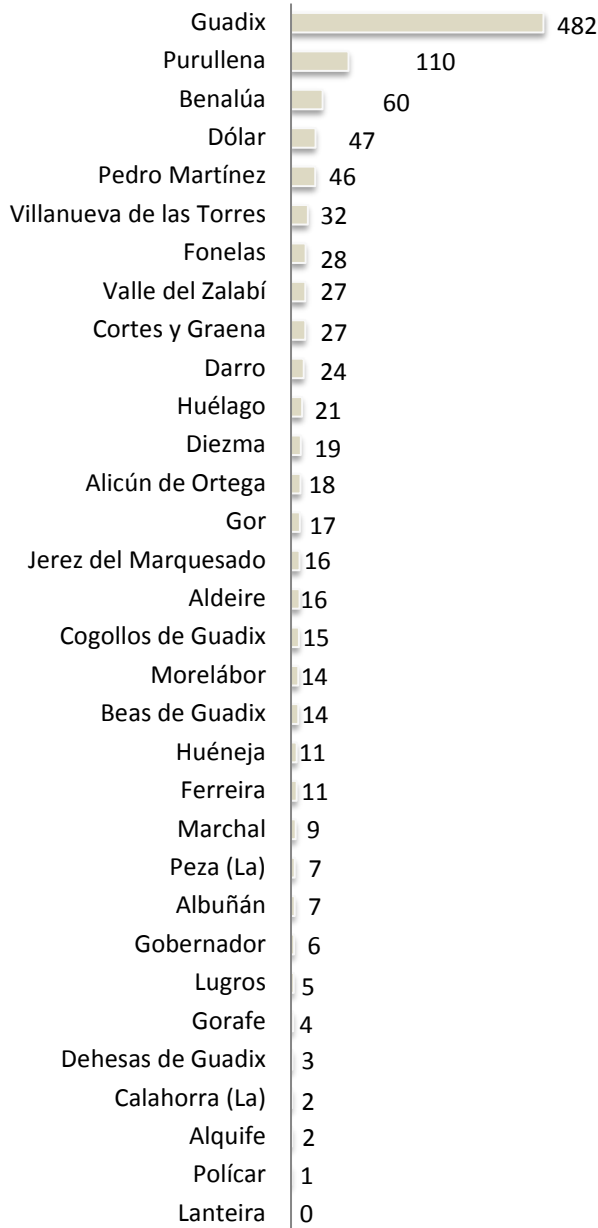 Guadix 482
Purullena 110
Benalúa 60
Dólar 47
Pedro Martínez 46
Villanueva de las Torres 32
Fonelas 28
Valle del Zalabí 27
Cortes y Graena 27
Darro 24
Huélago 21
Diezma 19
Alicún de Ortega 18
Gor 17
Jerez del Marquesado 16
Aldeire 16
Cogollos de Guadix 15
Morelábor 14
Beas de Guadix 14
Huéneja 11
Ferreira 11
Marchal 9
Peza (La) 7
Albuñán 7
Gobernador 6
Lugros 5
Gorafe 4
Dehesas de Guadix 3
Calahorra (La) 2
Alquife 2
Polícar 1
Lanteira 0